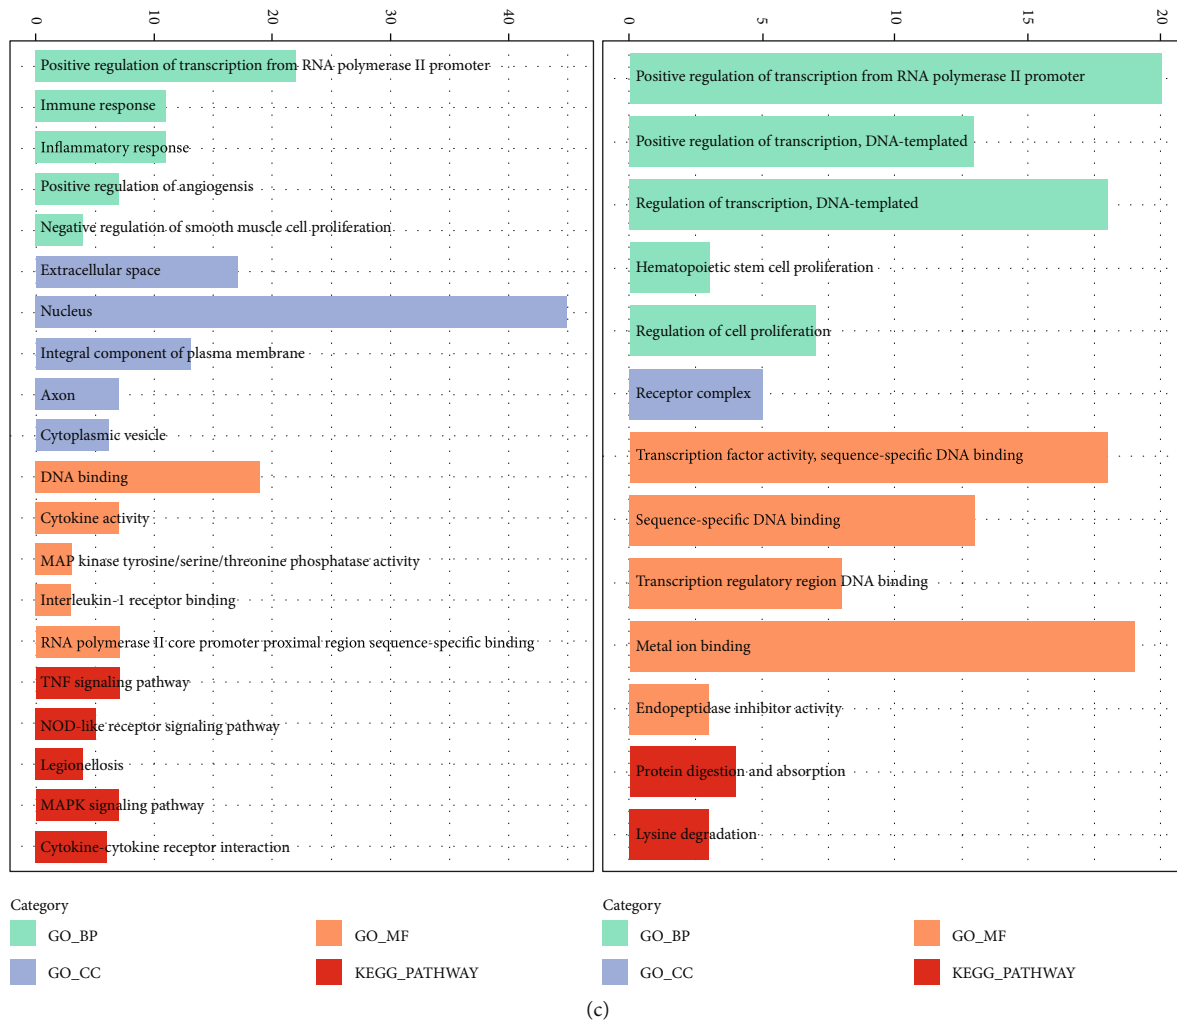 0
10
20
30
40
Positive regulation of transcription from RNA polymerase II promoter
Immune response
Inflammatory response
Positive regulation of angiogensis
Negative regulation of smooth muscle cell proliferation
Extracellular space
Nucleus
Integral component of plasma membrane
Axon
Cytoplasmic vesicle
DNA binding
Cytokine activity
MAP kinase tyrosine/serine/threonine phosphatase activity
Interleukin-1 receptor binding
RNA polymerase II core promoter proximal region sequence-specific binding
TNF signaling pathway
NOD-like receptor signaling pathway
Legionellosis
MAPK signaling pathway
Cytokine-cytokine receptor interaction
Category
GO_BP
GO_MF
GO_CC
KEGG_PATHWAY
0
5
10
15
20
Positive regulation of transcription from RNA polymerase II promoter
Positive regulation of transcription, DNA-templated
Regulation of transcription, DNA-templated
Hematopoietic stem cell proliferation
Regulation of cell proliferation
Receptor complex
Transcription factor activity, sequence-specific DNA binding
Sequence-specific DNA binding
Transcription regulatory region DNA binding
Metal ion binding
Endopeptidase inhibitor activity
Protein digestion and absorption
Lysine degradation
Category
GO_BP
GO_MF
GO_CC
KEGG_PATHWAY
(c)